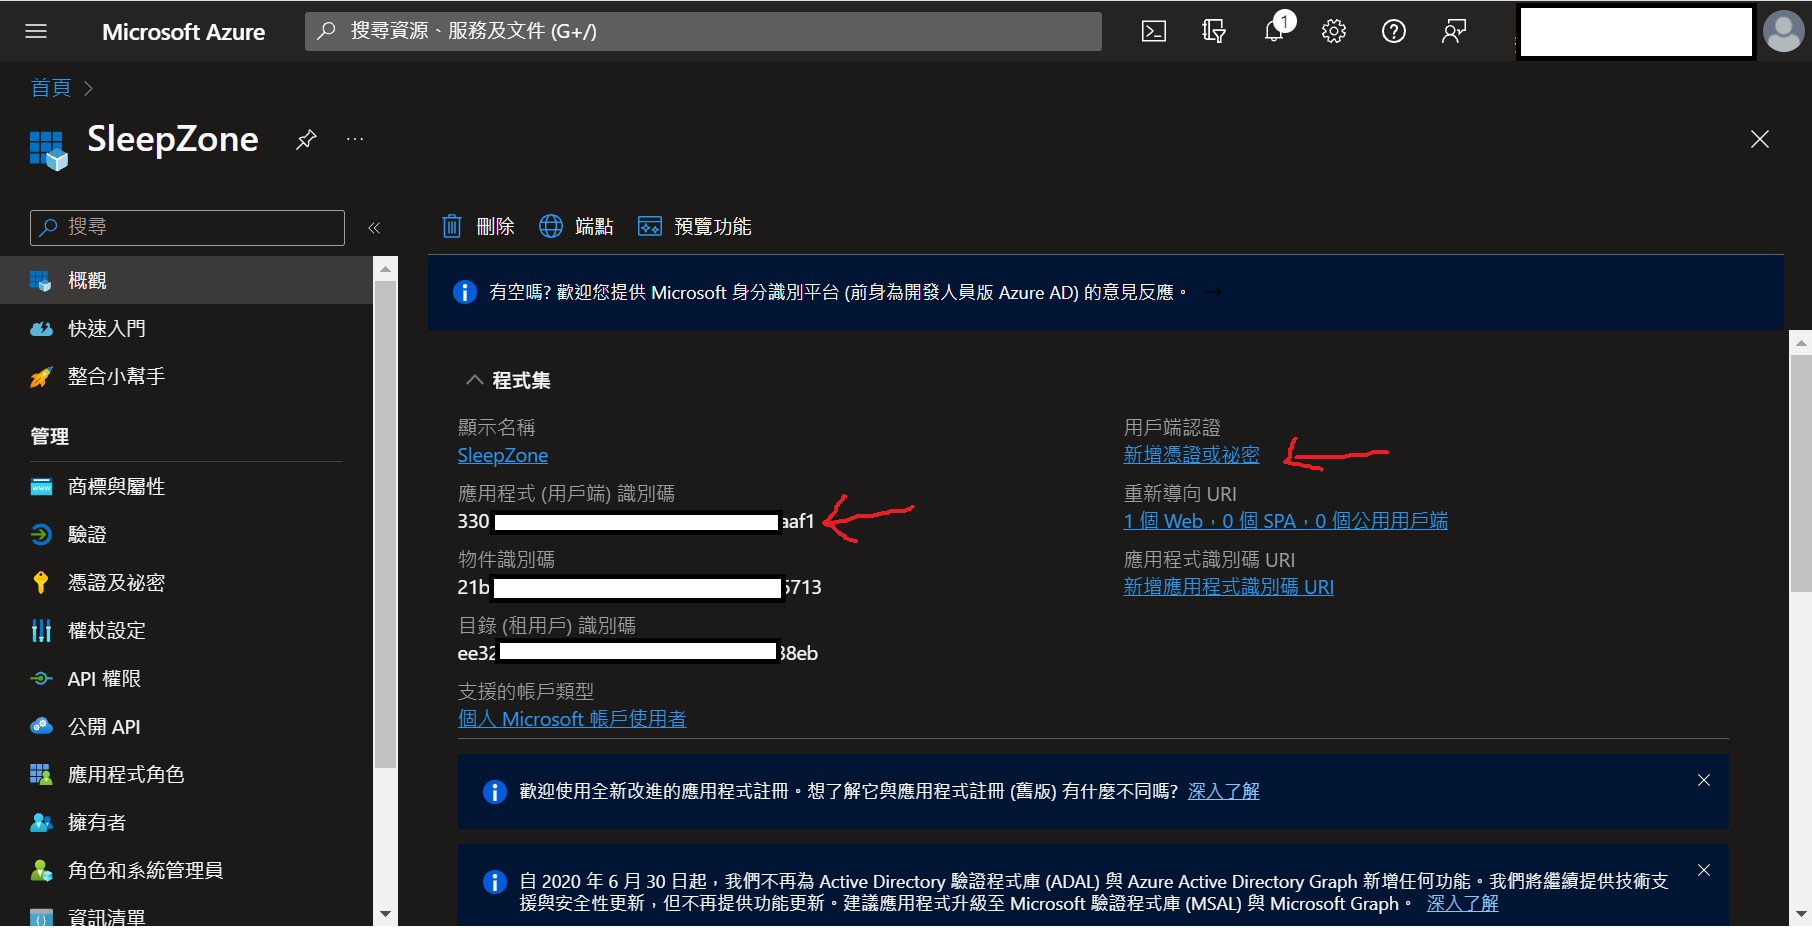 Microsoft Azure
搜尋資源、服務及文件 (G+/)
1
首頁
SleepZone
搜尋
刪除
端點
預覽功能
概觀
快速入門
整合小幫手
管理
商標與屬性
驗證
憑證及祕密
權杖設定
API 權限
公開 API
應用程式角色
擁有者
角色和系統管理員
資訊清單
有空嗎? 歡迎您提供 Microsoft 身分識別平台 (前身為開發人員版 Azure AD) 的意見反應。 →
程式集
顯示名稱
SleepZone
應用程式 (用戶端) 識別碼
330 aaf1
物件識別碼
21b 5713
目錄 (租用戶) 識別碼
ee32 38eb
支援的帳戶類型
個人 Microsoft 帳戶使用者
用戶端認證
新增憑證或祕密
重新導向 URI
1 個 Web，0 個 SPA，0 個公用用戶端
應用程式識別碼 URI
新增應用程式識別碼 URI
歡迎使用全新改進的應用程式註冊。想了解它與應用程式註冊 (舊版) 有什麼不同嗎? 深入了解
自 2020 年 6 月 30 日起，我們不再為 Active Directory 驗證程式庫 (ADAL) 與 Azure Active Directory Graph 新增任何功能。我們將繼續提供技術支
援與安全性更新，但不再提供功能更新。建議應用程式升級至 Microsoft 驗證程式庫 (MSAL) 與 Microsoft Graph。 深入了解